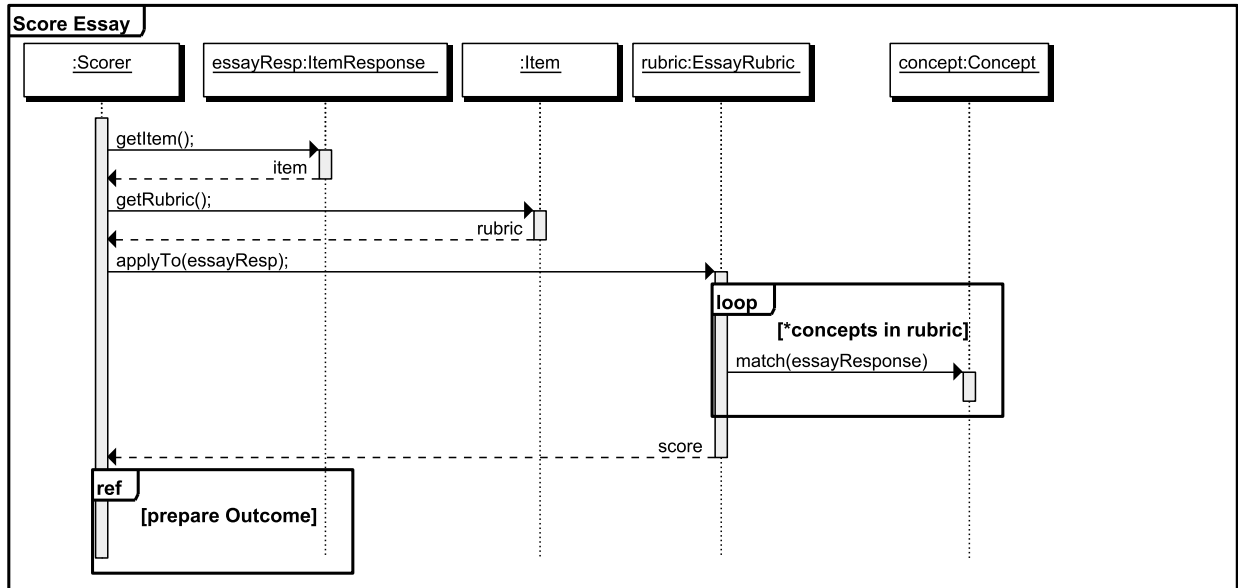 Score Essay
:Scorer
essayResp:ItemResponse
:Item
rubric:EssayRubric
concept:Concept
getItem();
item
getRubric();
rubric
applyTo(essayResp);
loop
[*concepts in rubric]
match(essayResponse)
score
ref
[prepare Outcome]